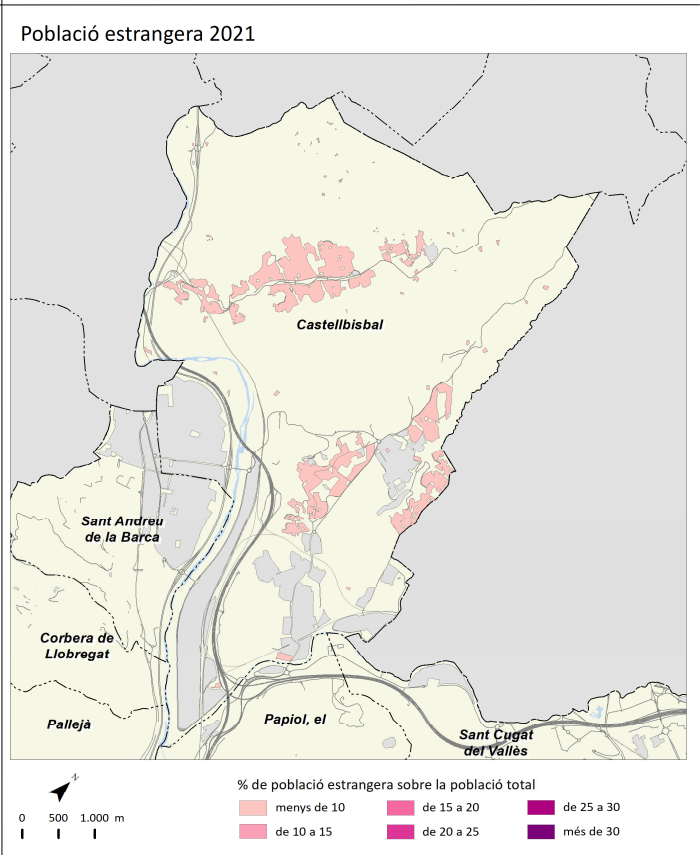 Població estrangera 2021
Castellbisbal
Sant Andreu
de la Barca
Corbera de
Llobregat
Pallejà
Papiol, el
Sant Cugat
del Vallès
N
0 500 1.000 m
% de població estrangera sobre la població total
menys de 10
de 15 a 20
de 25 a 30
de 10 a 15
de 20 a 25
més de 30